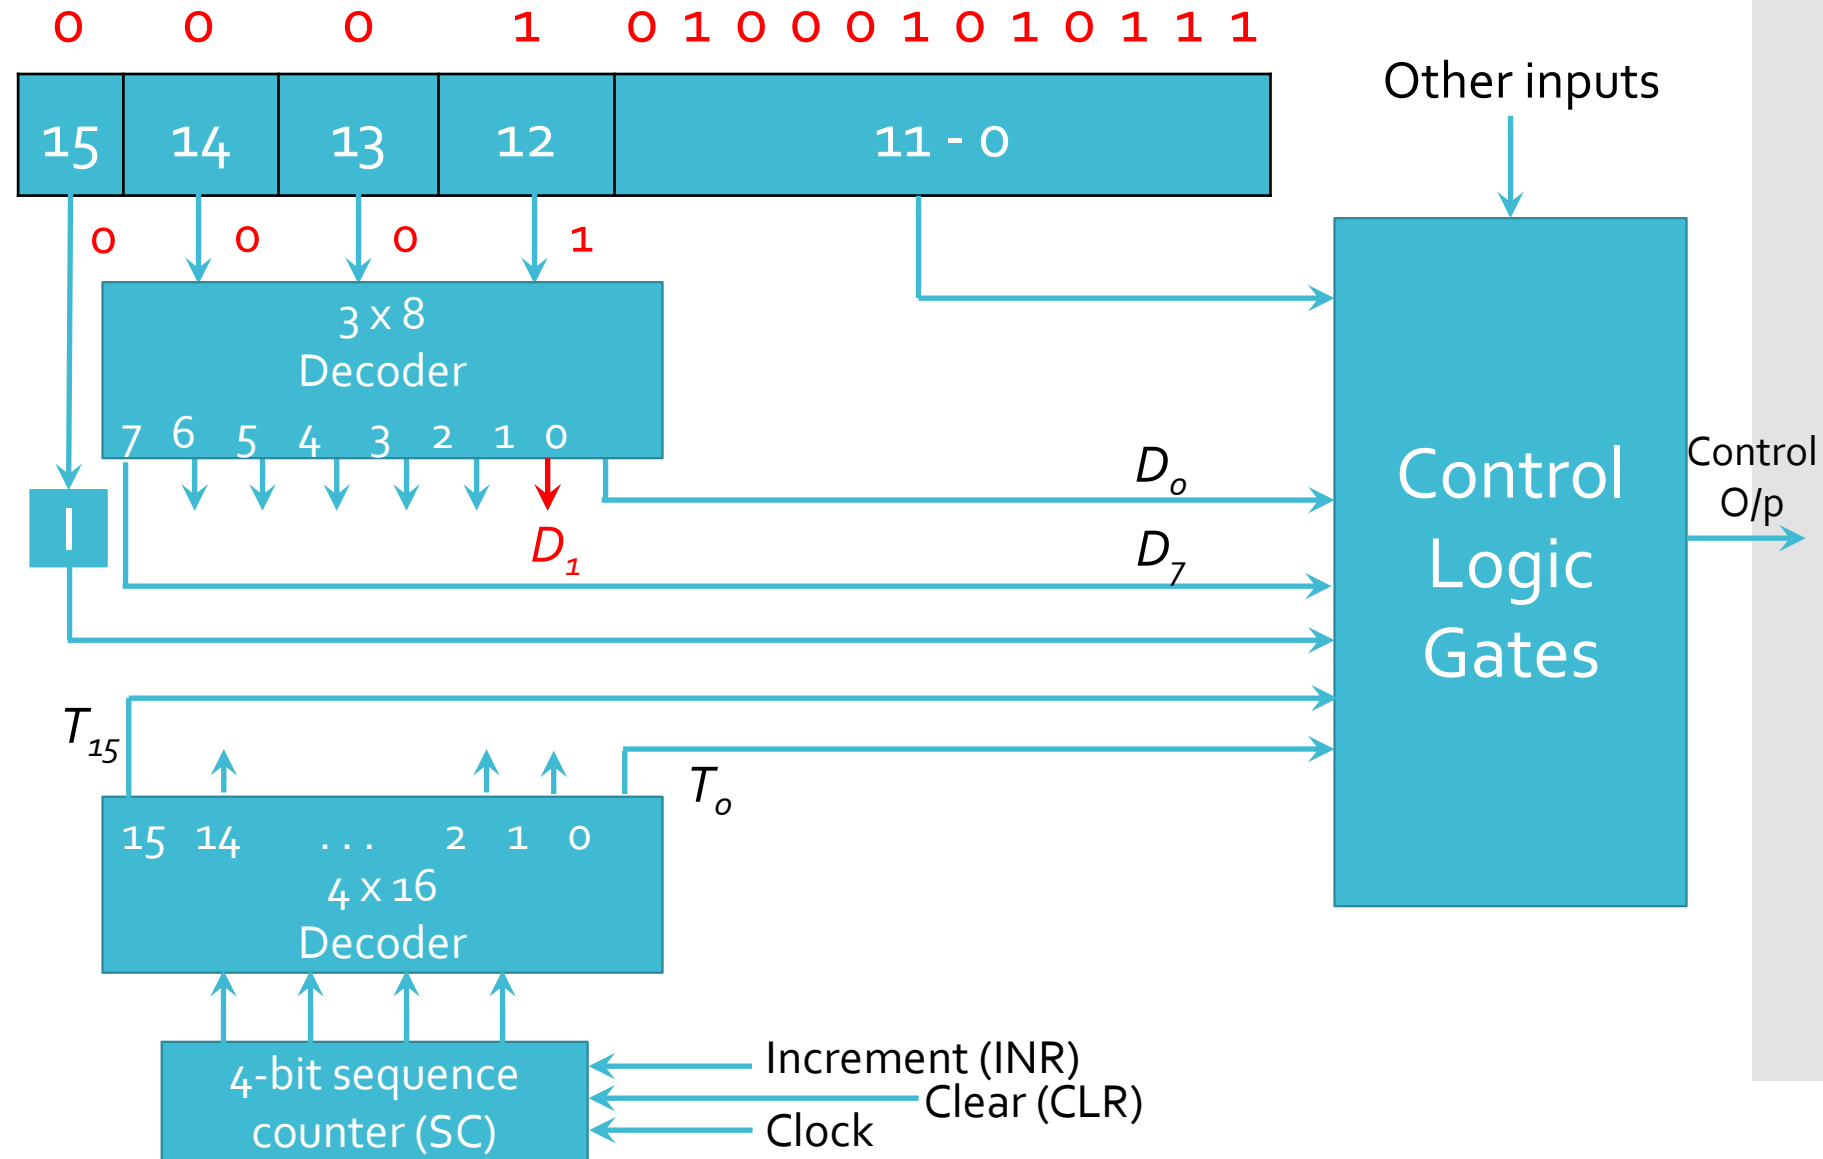 0 0 0 1 0 1 0 0 0 1 0 1 0 1 1 1
15 14 13 12 11 - 0
Other inputs
0 0 0 1
3 x 8
Decoder
7 6 5 4 3 2 1 0
D0
D1
D7
I
Control
Logic
Gates
Control
O/p
T15
T0
15 14 . . . 2 1 0
4 x 16
Decoder
4-bit sequence
counter (SC)
Increment (INR)
Clear (CLR)
Clock